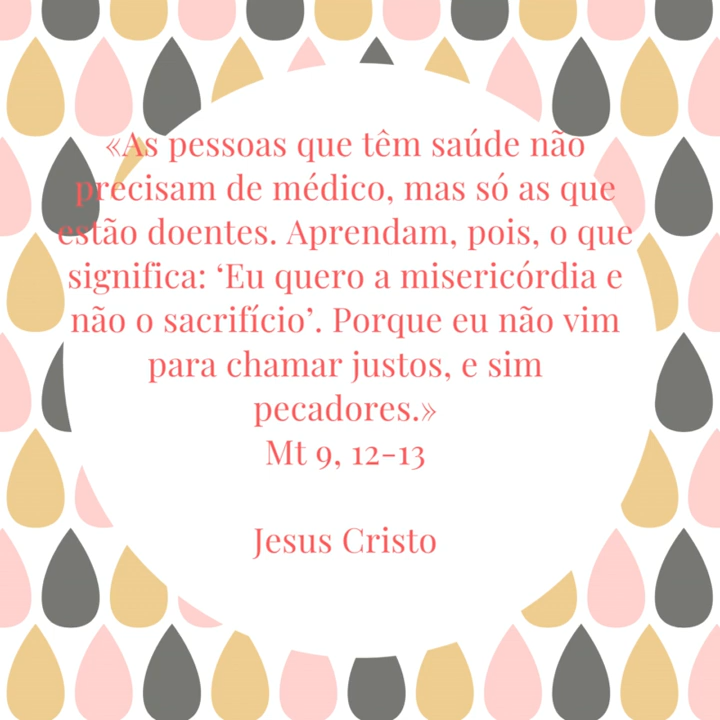 «As pessoas que têm saúde não
precisam de médico, mas só as que
estão doentes. Aprendam, pois, o que
significa: ‘Eu quero a misericórdia e
não o sacrifício’. Porque eu não vim
para chamar justos, e sim
pecadores.»
Mt 9, 12-13
Jesus Cristo